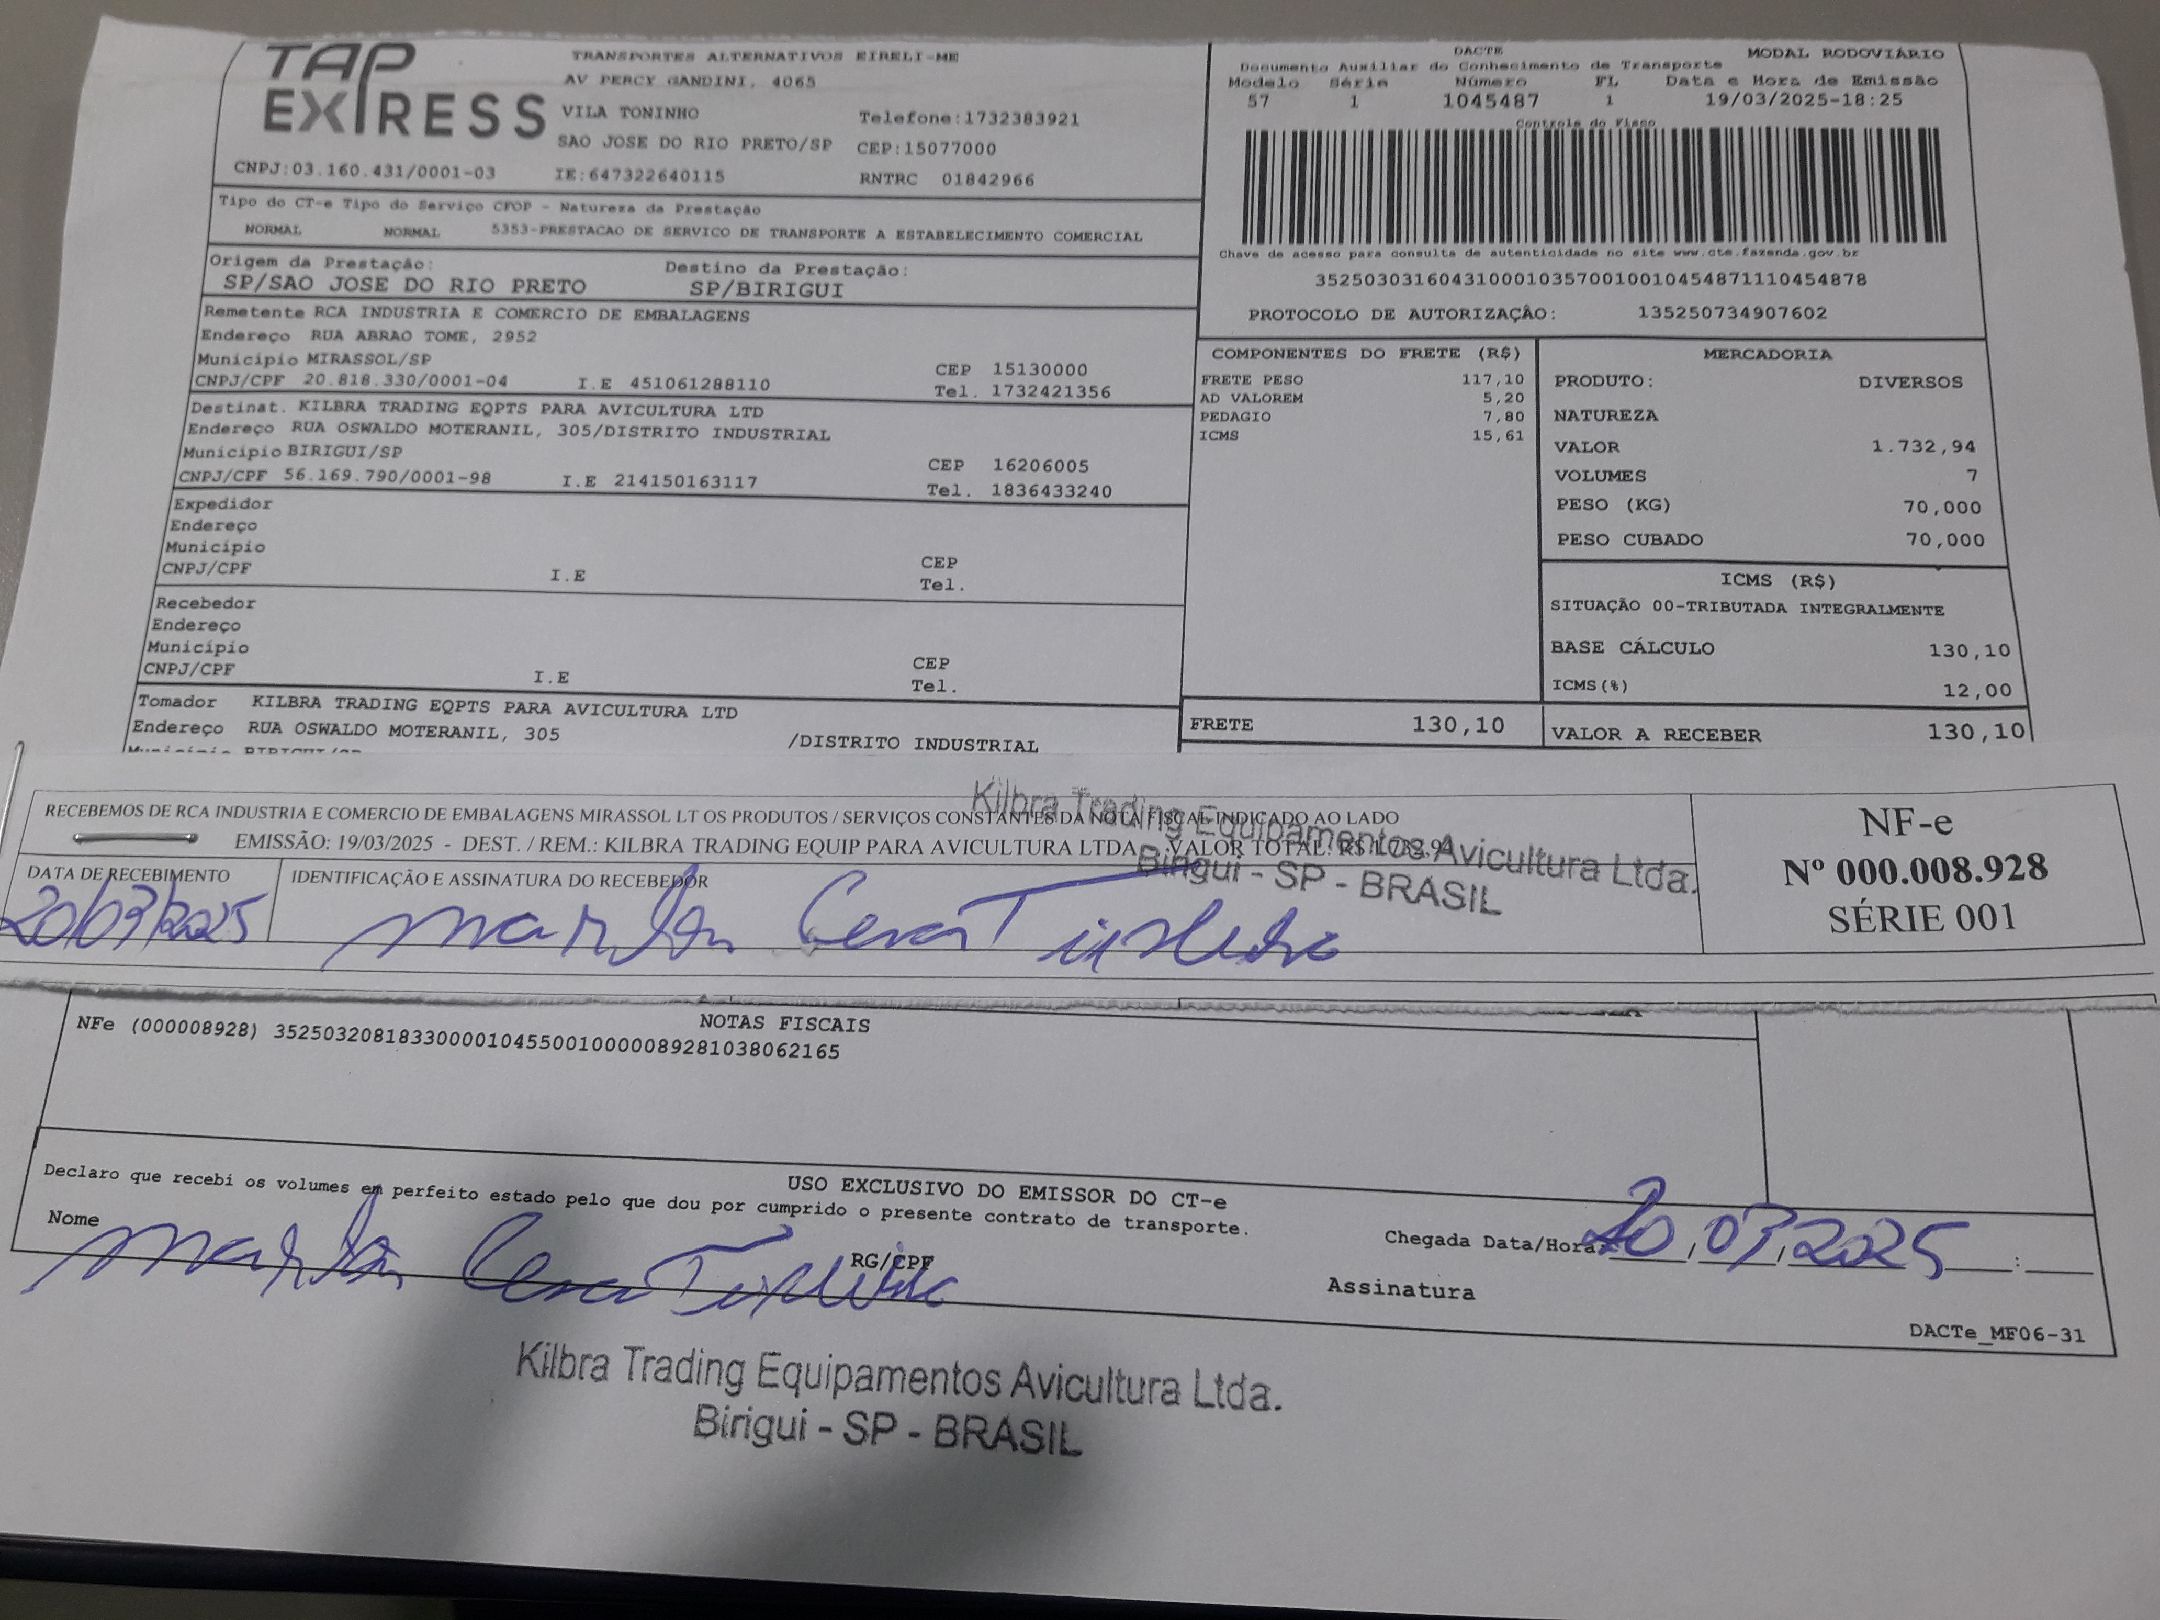 TAP EXPRESS
TRANSPORTES ALTERNATIVOS EIRELI-ME
AV PERCY GANDINI, 4065
VILA TONINHO Telefone:1732383921
SAO JOSE DO RIO PRETO/SP CEP:15077000
CNPJ:03.160.431/0001-03 IE:647322640115 RNTRC 01842966
DACTE MODAL RODOVIÁRIO
Documento Auxiliar do Conhecimento de Transporte
Modelo Série Número FL Data e Hora de Emissão
57 1 1045487 1 19/03/2025-18:25
Controle do Fisco
Chave de acesso para consulta de autenticidade no site www.cte.fazenda.gov.br
35250303160431000103570010010454871110454878
PROTOCOLO DE AUTORIZAÇÃO: 135250734907602
Tipo do CT-e Tipo do Serviço CFOP - Natureza da Prestação
NORMAL NORMAL 5353-PRESTACAO DE SERVICO DE TRANSPORTE A ESTABELECIMENTO COMERCIAL
Origem da Prestação: Destino da Prestação:
SP/SAO JOSE DO RIO PRETO SP/BIRIGUI
Remetente RCA INDUSTRIA E COMERCIO DE EMBALAGENS
Endereço RUA ABRAO TOME, 2952
Município MIRASSOL/SP CEP 15130000
CNPJ/CPF 20.818.330/0001-04 I.E 451061288110 Tel. 1732421356
Destinat. KILBRA TRADING EQPTS PARA AVICULTURA LTD
Endereço RUA OSWALDO MOTERANIL, 305/DISTRITO INDUSTRIAL
Município BIRIGUI/SP CEP 16206005
CNPJ/CPF 56.169.790/0001-98 I.E 214150163117 Tel. 1836433240
Expedidor
Endereço
Município CEP
CNPJ/CPF I.E Tel.
Recebedor
Endereço
Município CEP
CNPJ/CPF I.E Tel.
Tomador KILBRA TRADING EQPTS PARA AVICULTURA LTD
Endereço RUA OSWALDO MOTERANIL, 305 /DISTRITO INDUSTRIAL
Município BIRIGUI/SP
COMPONENTES DO FRETE (R$)
FRETE PESO 117,10
AD VALOREM 5,20
PEDAGIO 7,80
ICMS 15,61
FRETE 130,10
MERCADORIA
PRODUTO: DIVERSOS
NATUREZA
VALOR 1.732,94
VOLUMES 7
PESO (KG) 70,000
PESO CUBADO 70,000
ICMS (R$)
SITUAÇÃO 00-TRIBUTADA INTEGRALMENTE
BASE CÁLCULO 130,10
ICMS(%) 12,00
VALOR A RECEBER 130,10
RECEBEMOS DE RCA INDUSTRIA E COMERCIO DE EMBALAGENS MIRASSOL LT OS PRODUTOS / SERVIÇOS CONSTANTES DA NOTA FISCAL INDICADO AO LADO
EMISSÃO: 19/03/2025 - DEST. / REM.: KILBRA TRADING EQUIP PARA AVICULTURA LTDA - VALOR TOTAL: R$ 1.732,94
Kilbra Trading Equipamentos Avicultura Ltda.
Birigui - SP - BRASIL
DATA DE RECEBIMENTO IDENTIFICAÇÃO E ASSINATURA DO RECEBEDOR
20/03/2025
NF-e
Nº 000.008.928
SÉRIE 001
NOTAS FISCAIS
NFe (000008928) 35250320818330000104550010000089281038062165
USO EXCLUSIVO DO EMISSOR DO CT-e
Declaro que recebi os volumes em perfeito estado pelo que dou por cumprido o presente contrato de transporte.
Nome RG/CPF
Chegada Data/Hora: 20/03/2025 :
Assinatura
DACTe_MF06-31
Kilbra Trading Equipamentos Avicultura Ltda.
Birigui - SP - BRASIL